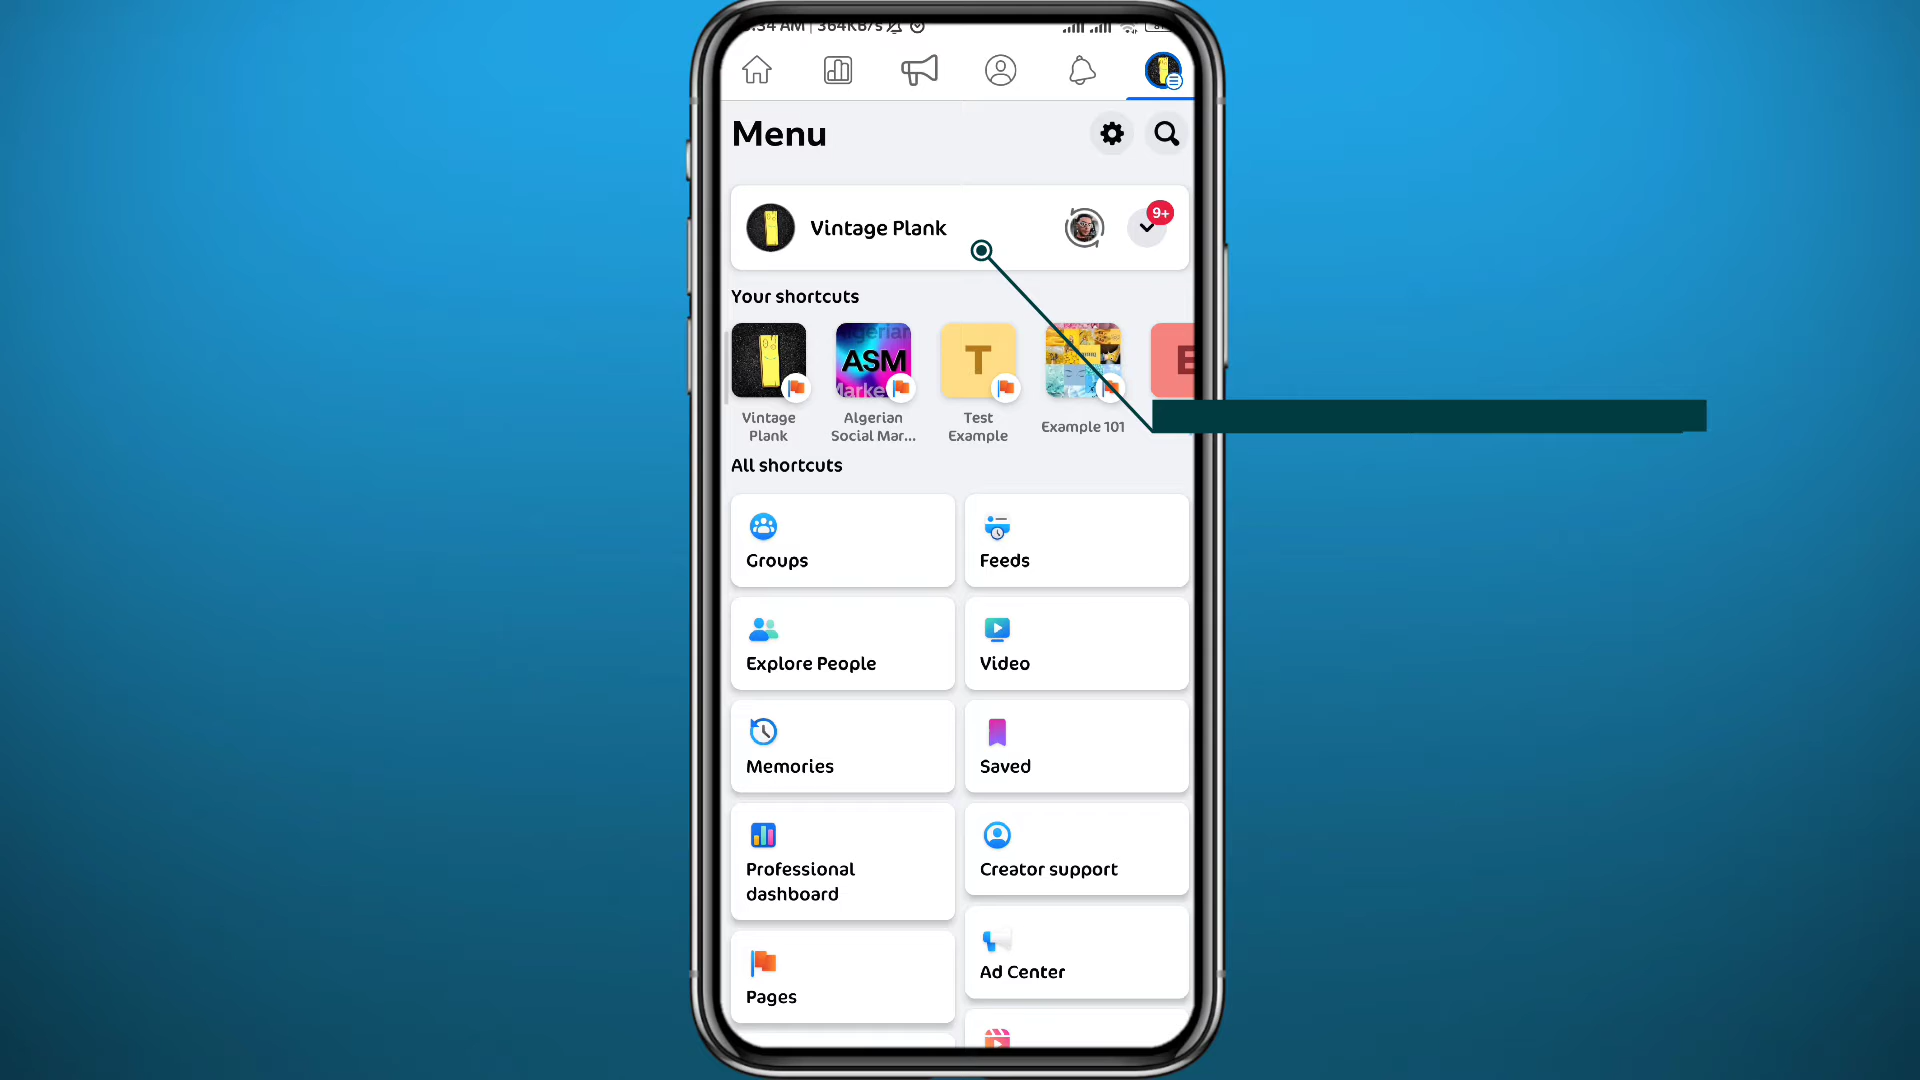 364KB/s
Menu
Vintage Plank
9+
Your shortcuts
ASM
T
Vintage
Plank
Algerian
Social Mar...
Test
Example
Example 101
All shortcuts
Groups
Feeds
Explore People
Video
Memories
Saved
Professional
dashboard
Creator support
Ad Center
Pages